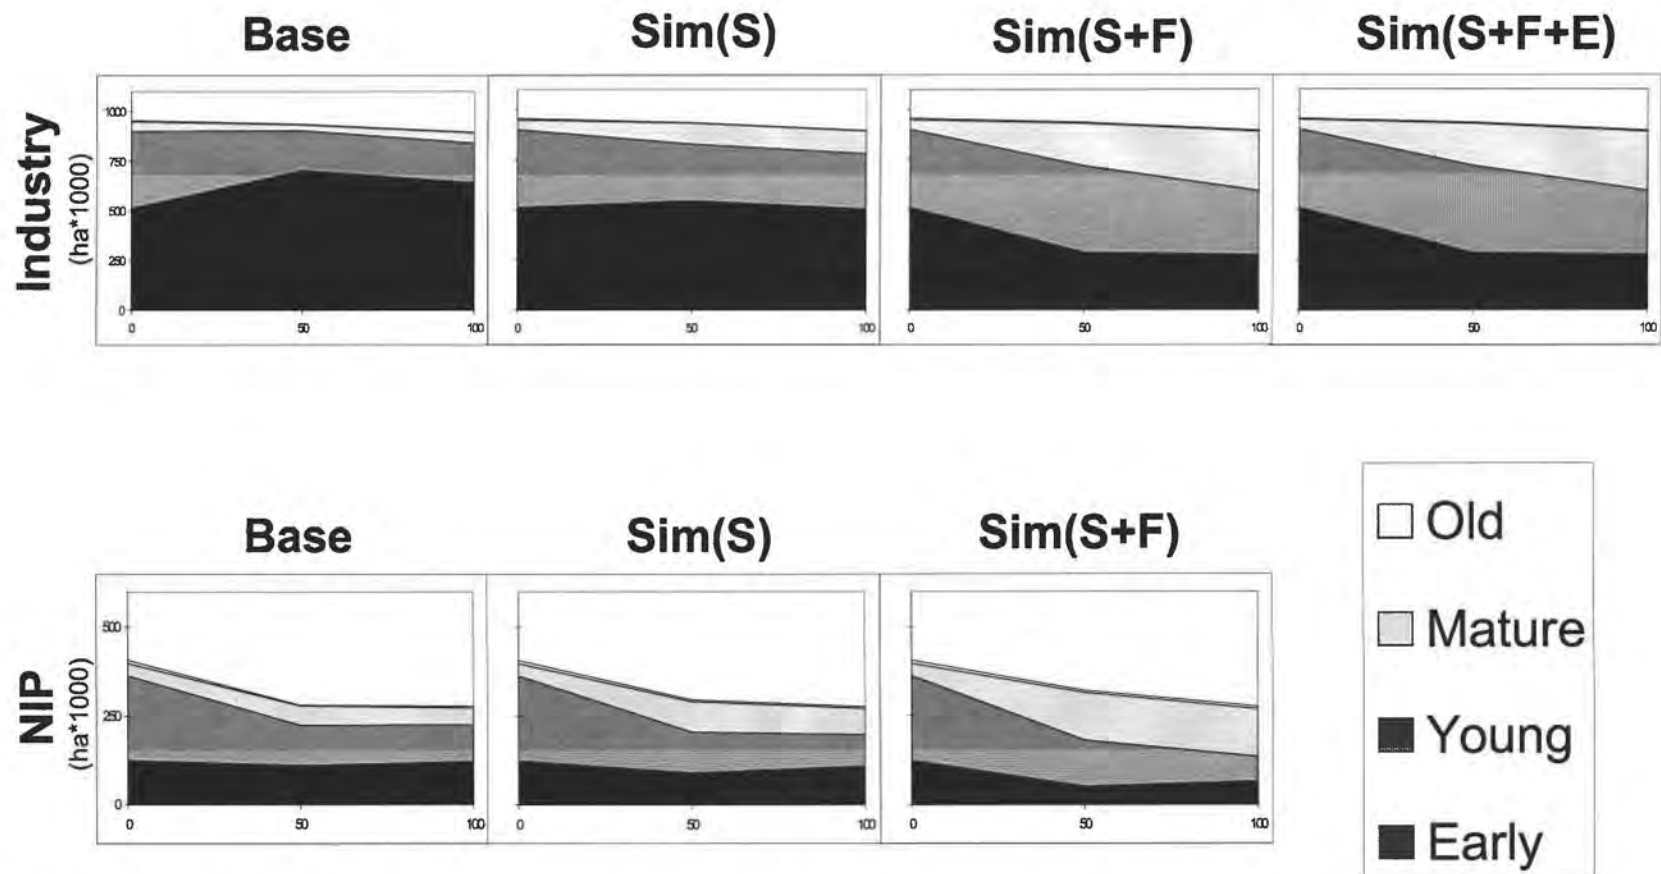 Base Sim(S) Sim(S+F) Sim(S+F+E)
Industry
(ha*1000)
1000
750
500
250
0
0 50 100 0 50 100 0 50 100 0 50 100
Base Sim(S) Sim(S+F)
NIP
(ha*1000)
500
250
0
0 50 100 0 50 100 0 50 100
Old
Mature
Young
Early